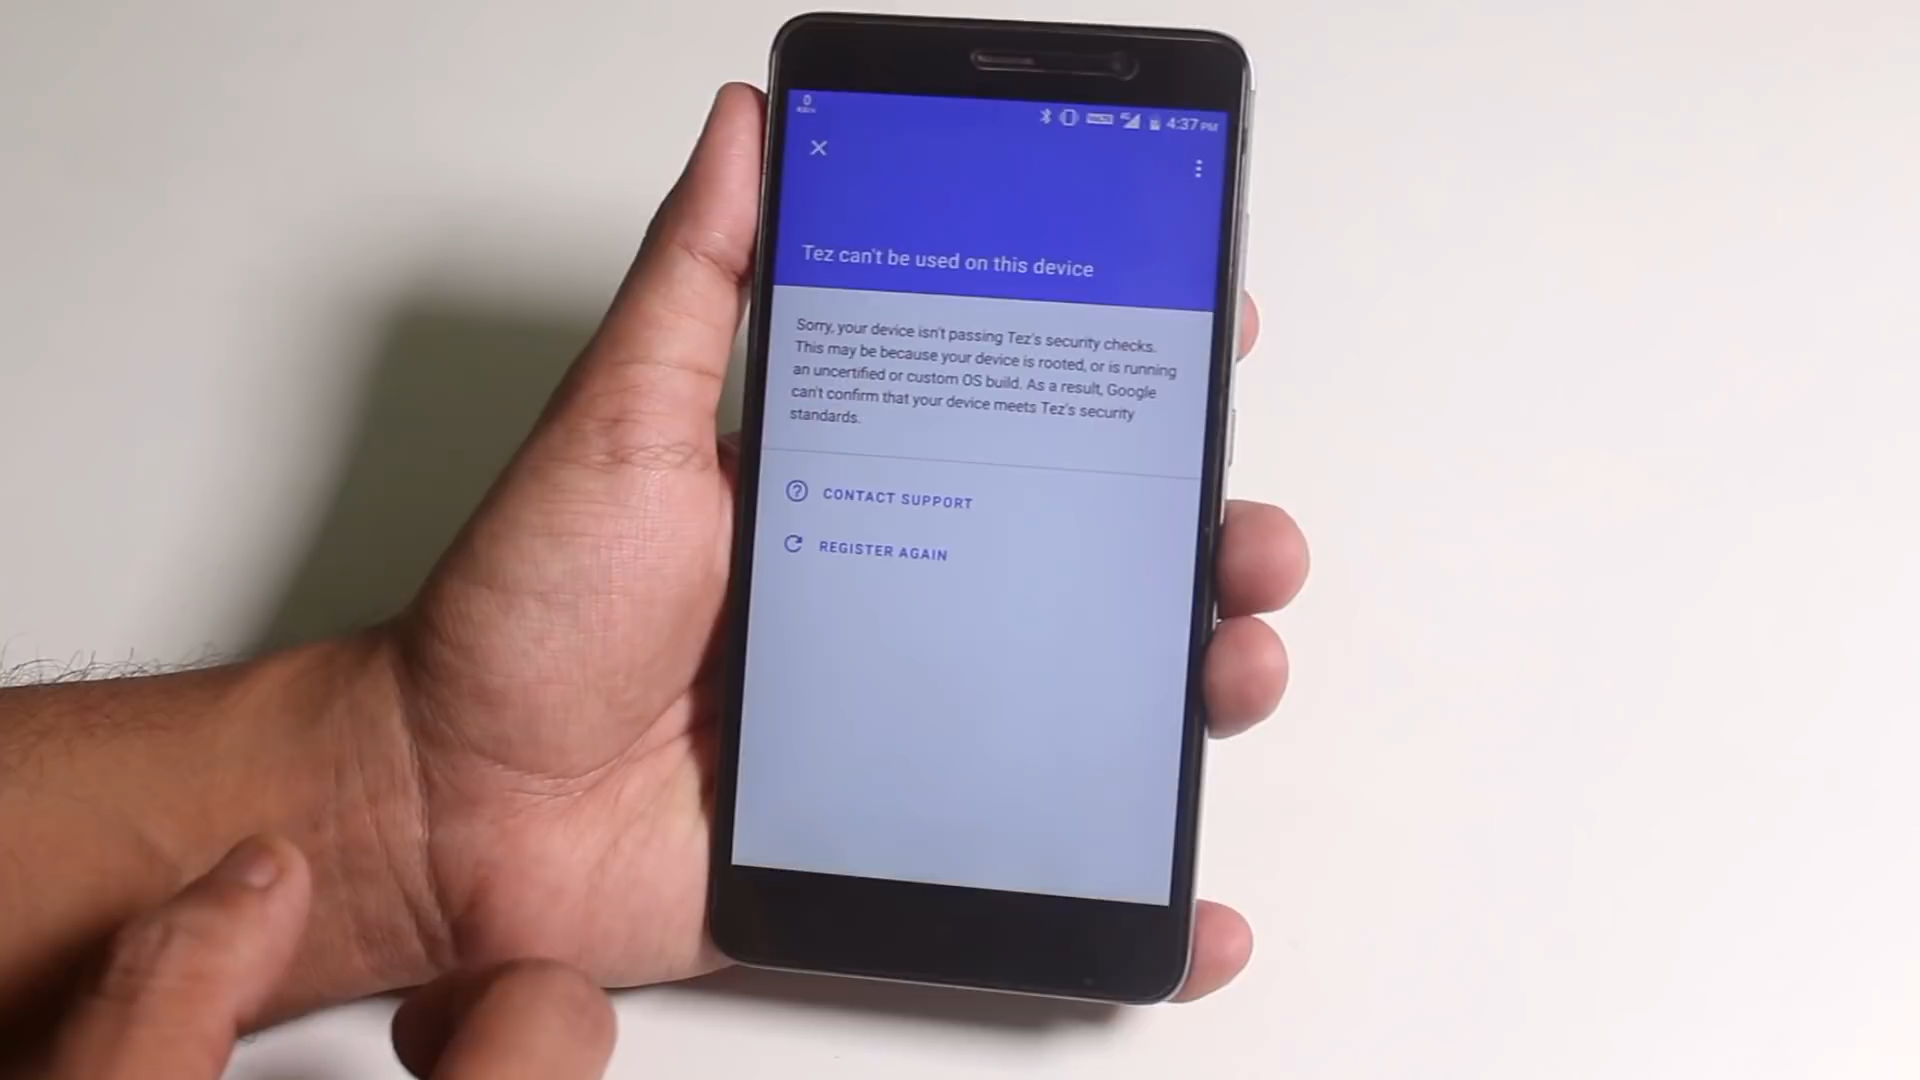 0
4:37 PM
Tez can't be used on this device
Sorry, your device isn't passing Tez's security checks.
This may be because your device is rooted, or is running
an uncertified or custom OS build. As a result, Google
can't confirm that your device meets Tez's security
standards.
CONTACT SUPPORT
REGISTER AGAIN